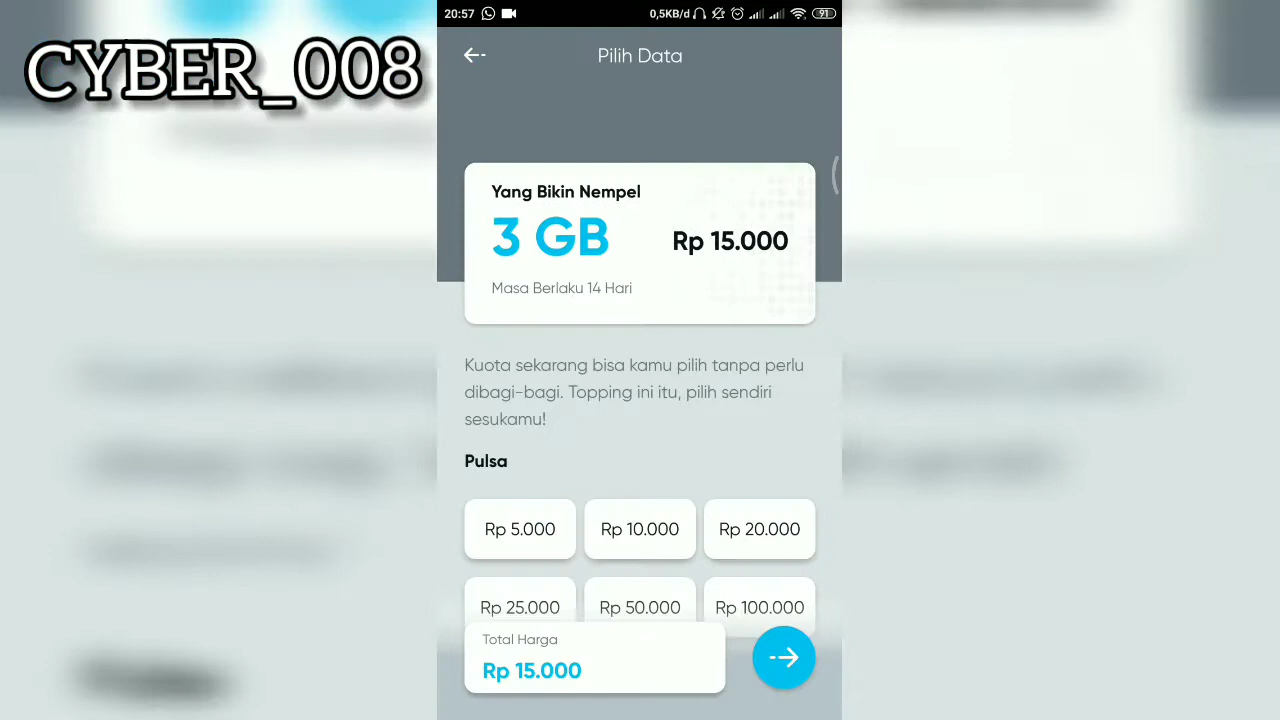 CYBER_008
20:57
0,5KB/d
91
Pilih Data
Yang Bikin Nempel
3 GB
Rp 15.000
Masa Berlaku 14 Hari
Kuota sekarang bisa kamu pilih tanpa perlu
dibagi-bagi. Topping ini itu, pilih sendiri
sesukamu!
Pulsa
Rp 5.000
Rp 10.000
Rp 20.000
Rp 25.000
Rp 50.000
Rp 100.000
Total Harga
Rp 15.000